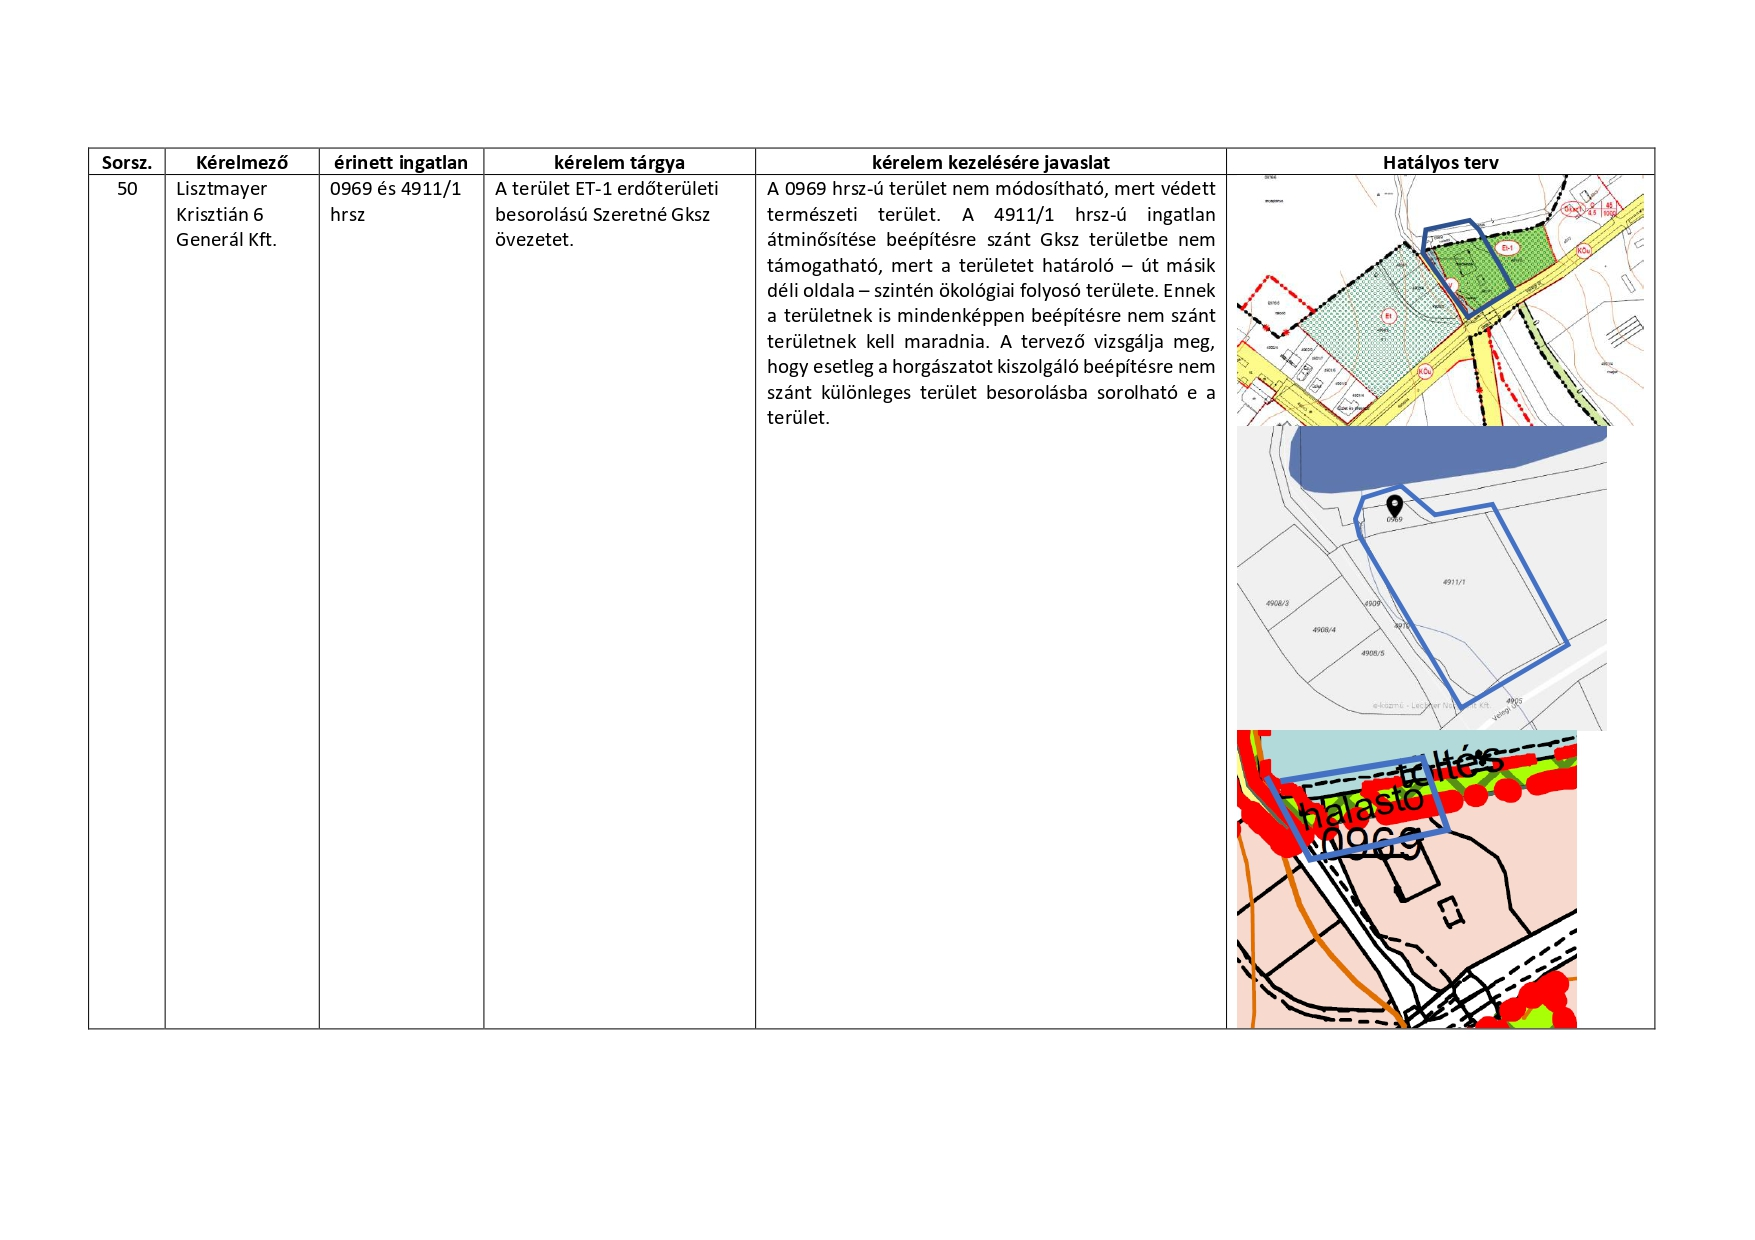 Sorsz.
Kérelmező
érinett ingatlan
kérelem tárgya
kérelem kezelésére javaslat
Hatályos terv
50
Lisztmayer
Krisztián 6
Generál Kft.
0969 és 4911/1
hrsz
A terület ET-1 erdőterületi
besorolású Szeretné Gksz
övezetet.
A 0969 hrsz-ú terület nem módosítható, mert védett
természeti terület. A 4911/1 hrsz-ú ingatlan
átminősítése beépítésre szánt Gksz területbe nem
támogatható, mert a területet határoló – út másik
déli oldala – szintén ökológiai folyosó területe. Ennek
a területnek is mindenképpen beépítésre nem szánt
területnek kell maradnia. A tervező vizsgálja meg,
hogy esetleg a horgászatot kiszolgáló beépítésre nem
szánt különleges terület besorolásba sorolható e a
terület.
Et-1
KÖu
Et
KÖu
0969
4911/1
4908/3
4909
4908/4
4910
4908/5
4905
Velegi
e-közmű - Lechner
töltés
halastó
0969